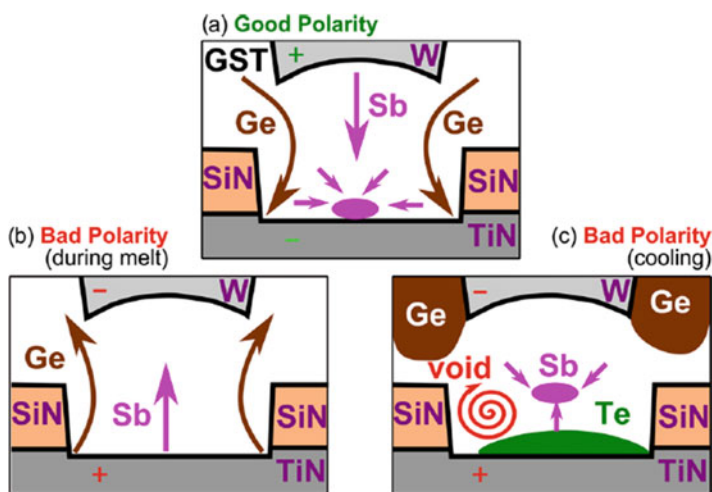 (a) Good Polarity
GST + W
Ge Sb Ge
SiN SiN
− TiN
(b) Bad Polarity
(during melt)
− W
Ge
SiN Sb SiN
+ TiN
(c) Bad Polarity
(cooling)
Ge − W Ge
void Sb
SiN Te SiN
+ TiN